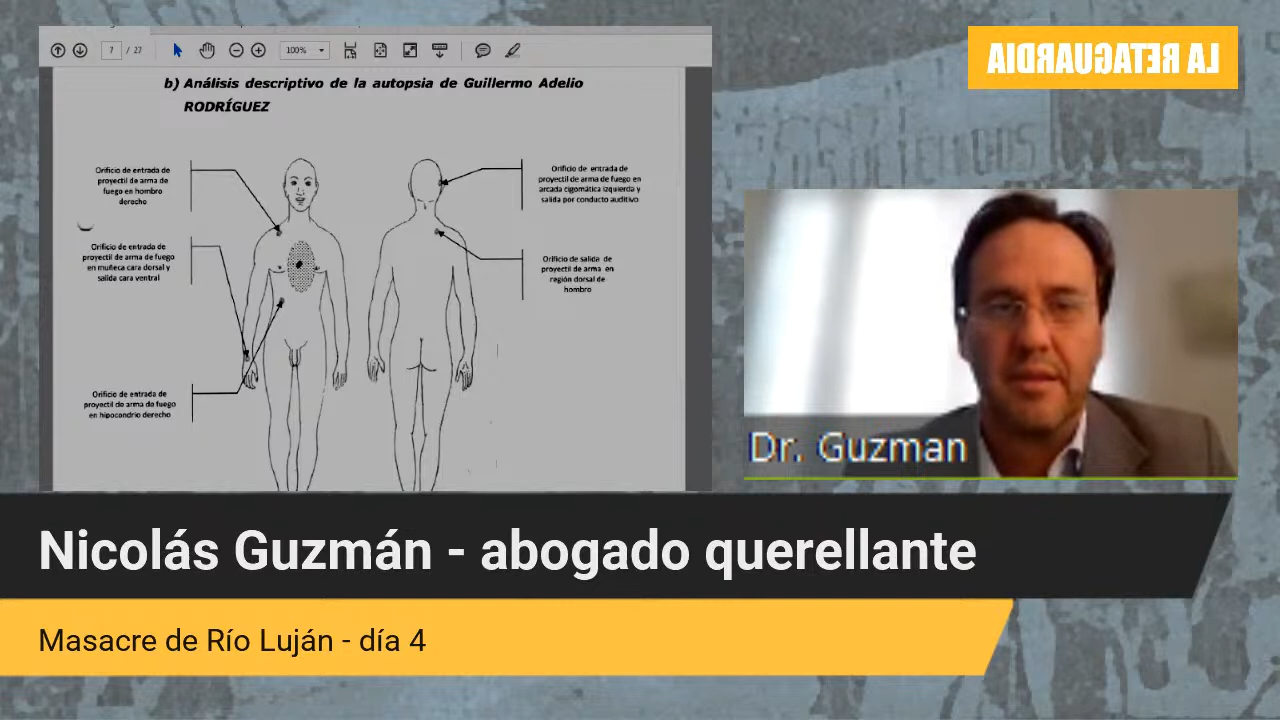 7 / 27
100%
b) Análisis descriptivo de la autopsia de Guillermo Adelio
RODRÍGUEZ
Orificio de entrada de
proyectil de arma de
fuego en hombro
derecho
Orificio de entrada de
proyectil de arma de fuego
en muñeca cara dorsal y
salida cara ventral
Orificio de entrada de
proyectil de arma de fuego
en hipocondrio derecho
Orificio de entrada de
proyectil de arma de fuego en
arcada cigomática izquierda y
salida por conducto auditivo
Orificio de salida de
proyectil de arma en
región dorsal de
hombro
LA RETAGUARDIA
Dr. Guzman
Nicolás Guzmán - abogado querellante
Masacre de Río Luján - día 4